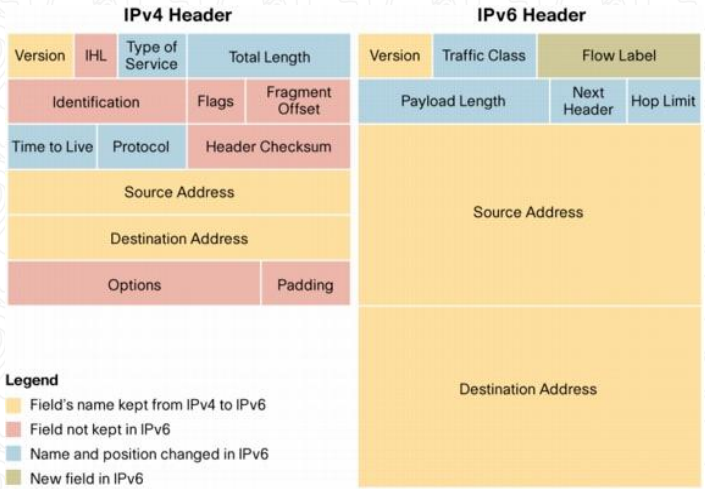 IPv4 Header
Version IHL Type of Service Total Length
Identification Flags Fragment Offset
Time to Live Protocol Header Checksum
Source Address
Destination Address
Options Padding
IPv6 Header
Version Traffic Class Flow Label
Payload Length Next Header Hop Limit
Source Address
Destination Address
Legend
Field's name kept from IPv4 to IPv6
Field not kept in IPv6
Name and position changed in IPv6
New field in IPv6